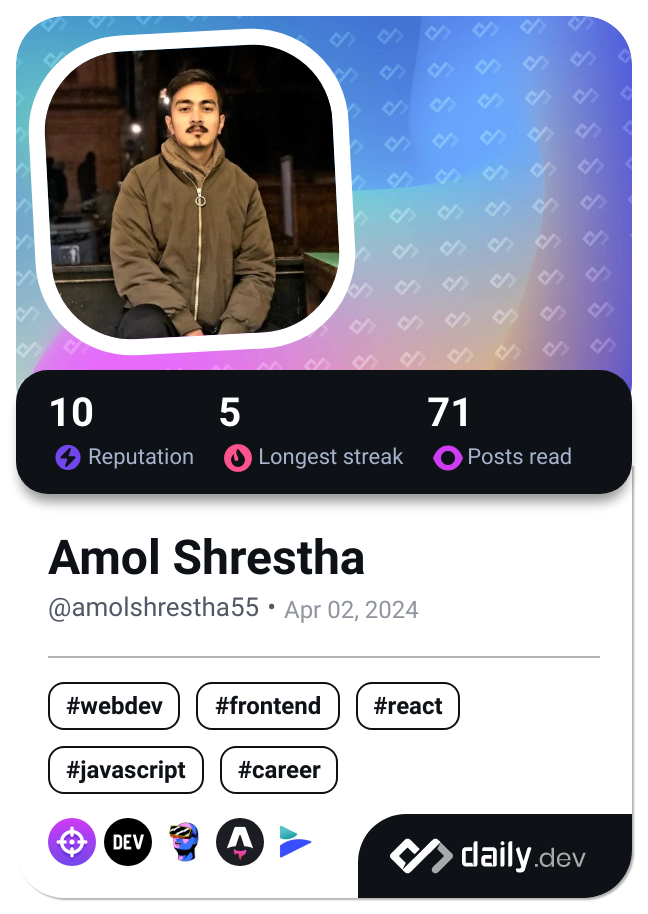 10 5 71
Reputation Longest streak Posts read
Amol Shrestha
@amolshrestha55 • Apr 02, 2024
#webdev #frontend #react
#javascript #career
DEV daily.dev